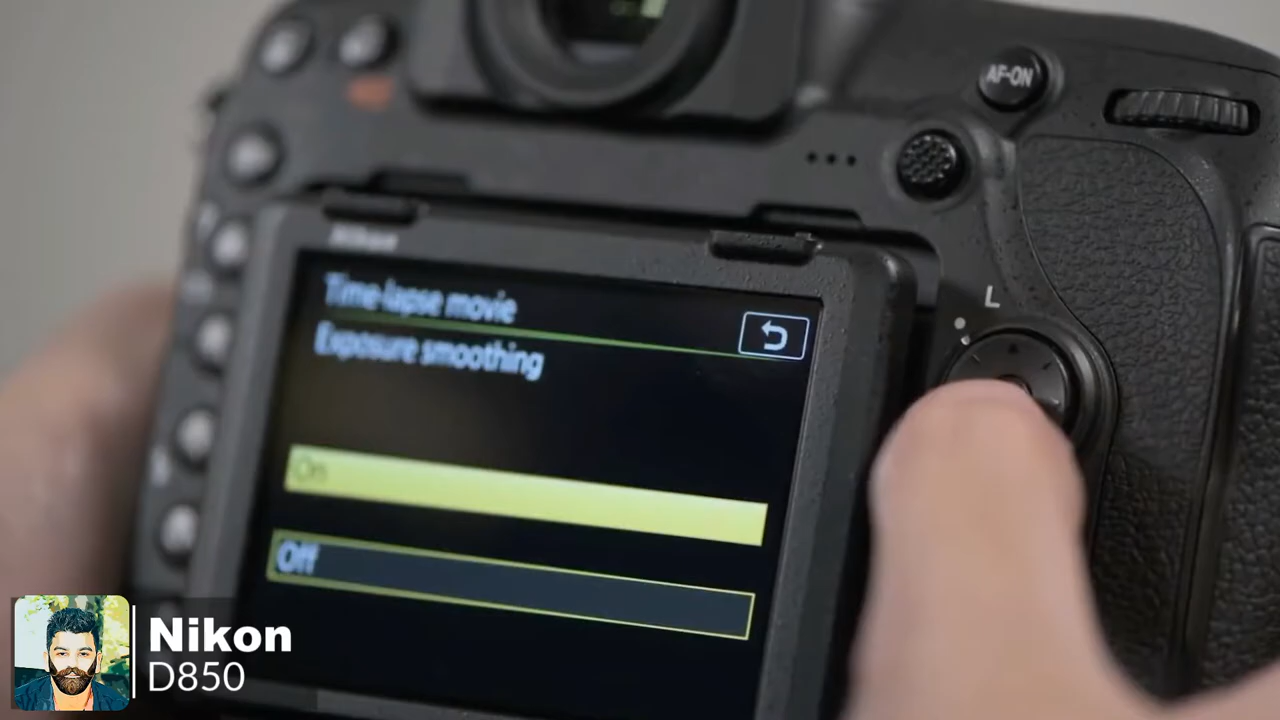 AF-ON
Nikon
Time-lapse movie
Exposure smoothing
L
On
Off
Nikon
D850